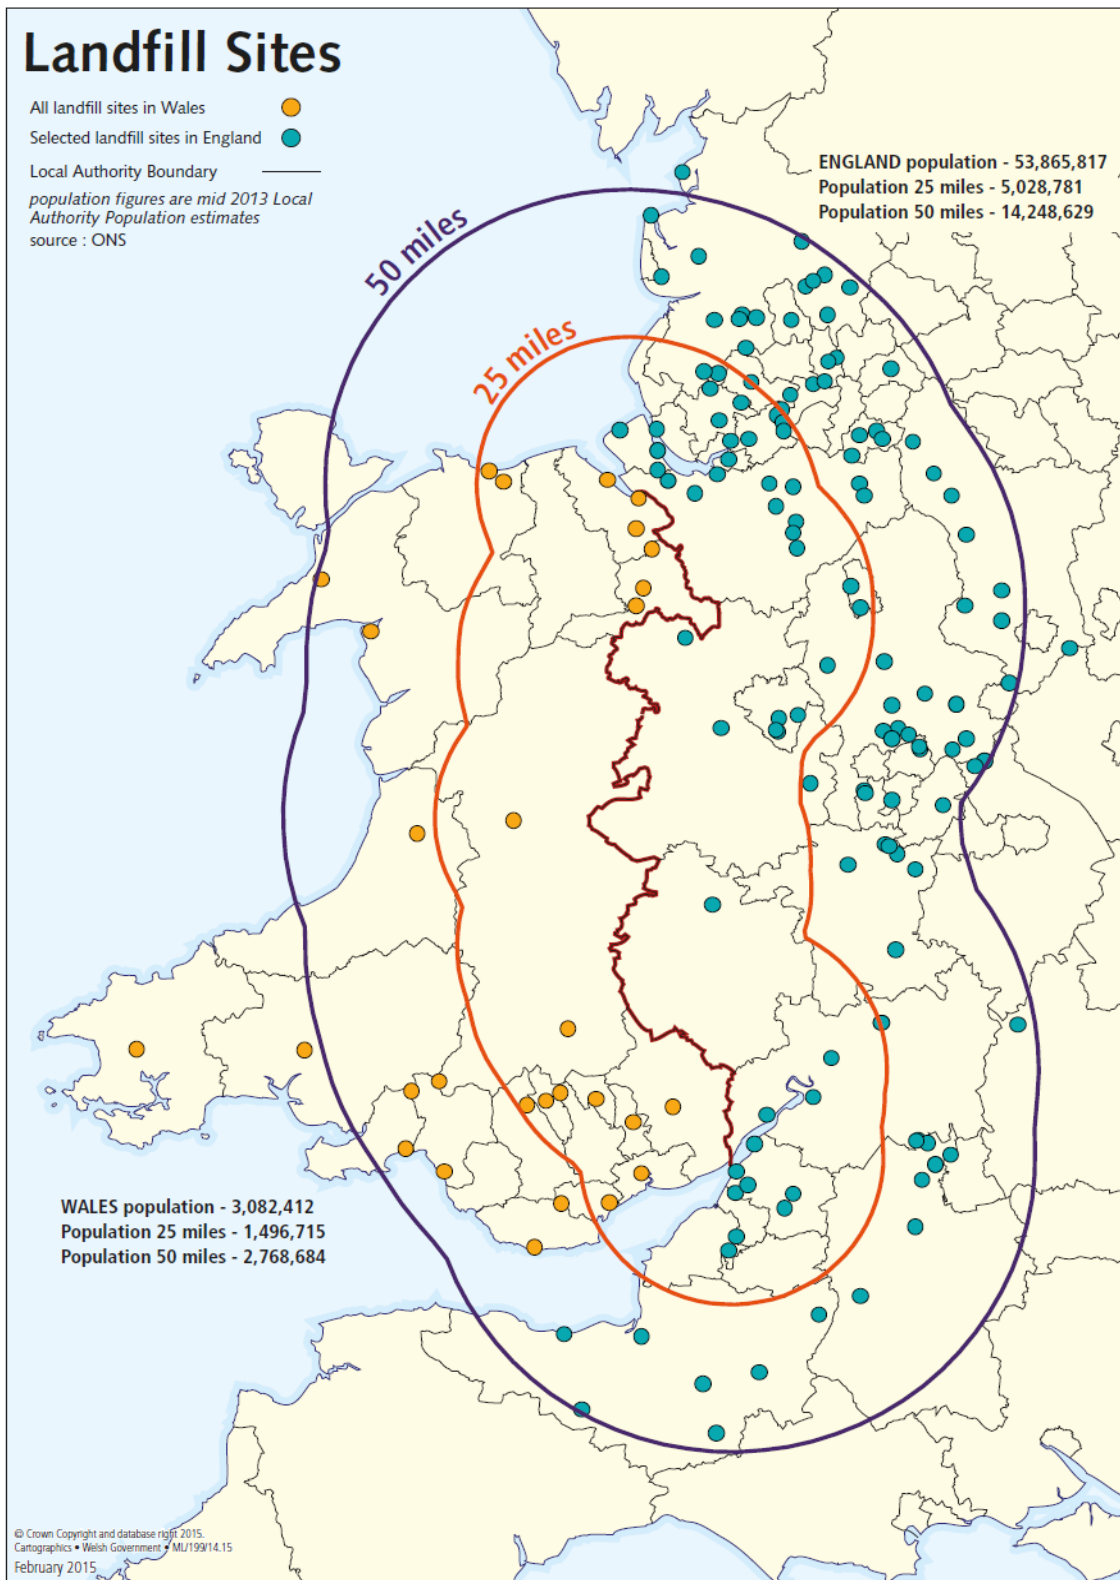 Landfill Sites
All landfill sites in Wales
Selected landfill sites in England
Local Authority Boundary
population figures are mid 2013 Local
Authority Population estimates
source : ONS
ENGLAND population - 53,865,817
Population 25 miles - 5,028,781
Population 50 miles - 14,248,629
50 miles
25 miles
WALES population - 3,082,412
Population 25 miles - 1,496,715
Population 50 miles - 2,768,684
© Crown Copyright and database right 2015.
Cartographics • Welsh Government • ML/199/14.15
February 2015